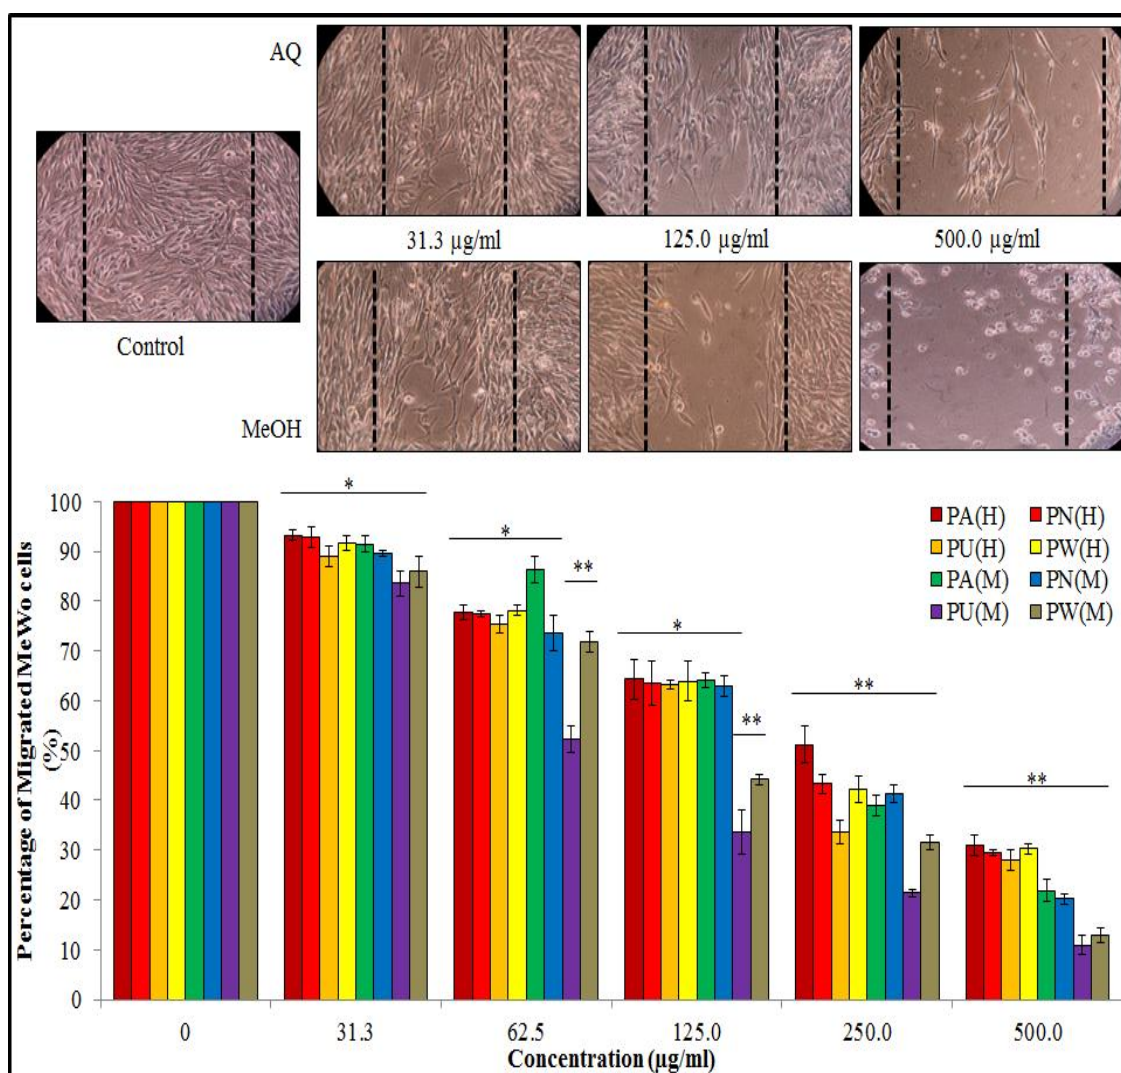 AQ
31.3 µg/ml 125.0 µg/ml 500.0 µg/ml
Control
MeOH
Percentage of Migrated MeWo cells
(%)
100
90
80
70
60
50
40
30
20
10
0
*
*
**
*
**
**
**
PA(H) PN(H)
PU(H) PW(H)
PA(M) PN(M)
PU(M) PW(M)
0 31.3 62.5 125.0 250.0 500.0
Concentration (µg/ml)